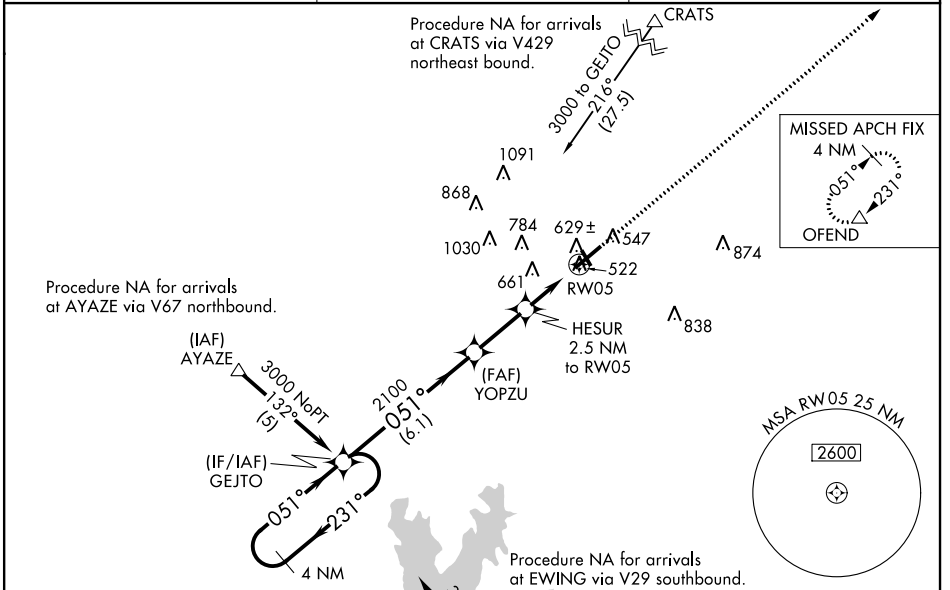 Procedure NA for arrivals
at CRATS via V429
northeast bound.
CRATS
3000 to GEJTO
216°
(27.5)
MISSED APCH FIX
4 NM
051°
231°
OFEND
1091
868
1030
784
629±
547
661
522
RW05
874
838
Procedure NA for arrivals
at AYAZE via V67 northbound.
(IAF)
AYAZE
3000 NoPT
132°
(5)
HESUR
2.5 NM
to RW05
(FAF)
YOPZU
2100
051°
(6.1)
(IF/IAF)
GEJTO
051°
231°
4 NM
MSA RW05 25 NM
2600
Procedure NA for arrivals
at EWING via V29 southbound.